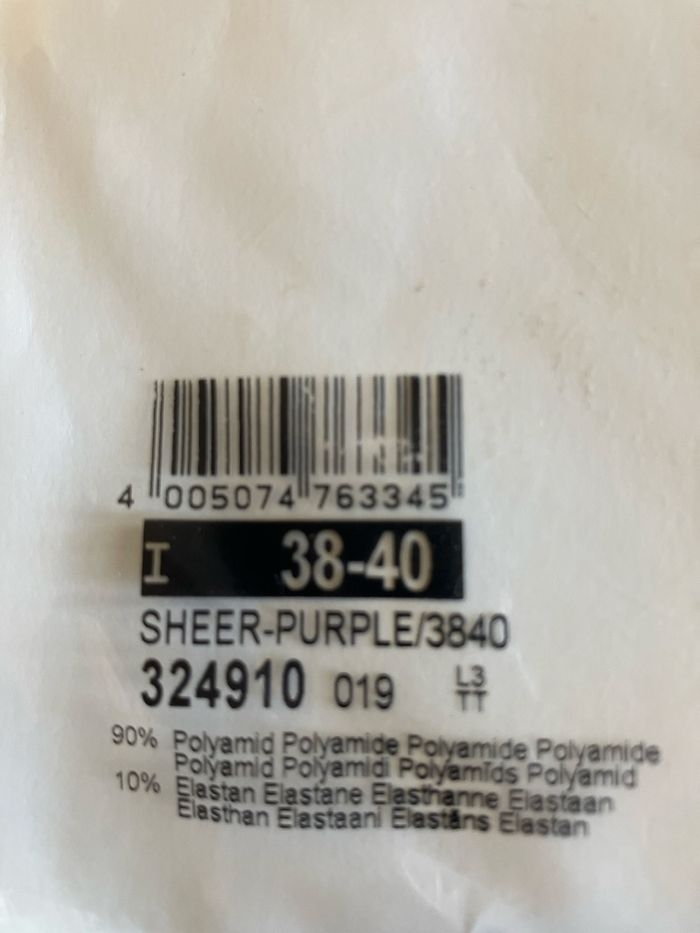 4 005074 763345
I 38-40
SHEER-PURPLE/3840
324910 019 L3
TT
90% Polyamid Polyamide Polyamide Polyamide
Polyamid Polyamidi Polyamīds Polyamid
10% Elastan Elastane Elasthanne Elastaan
Elasthan Elastaani Elastāns Elastan